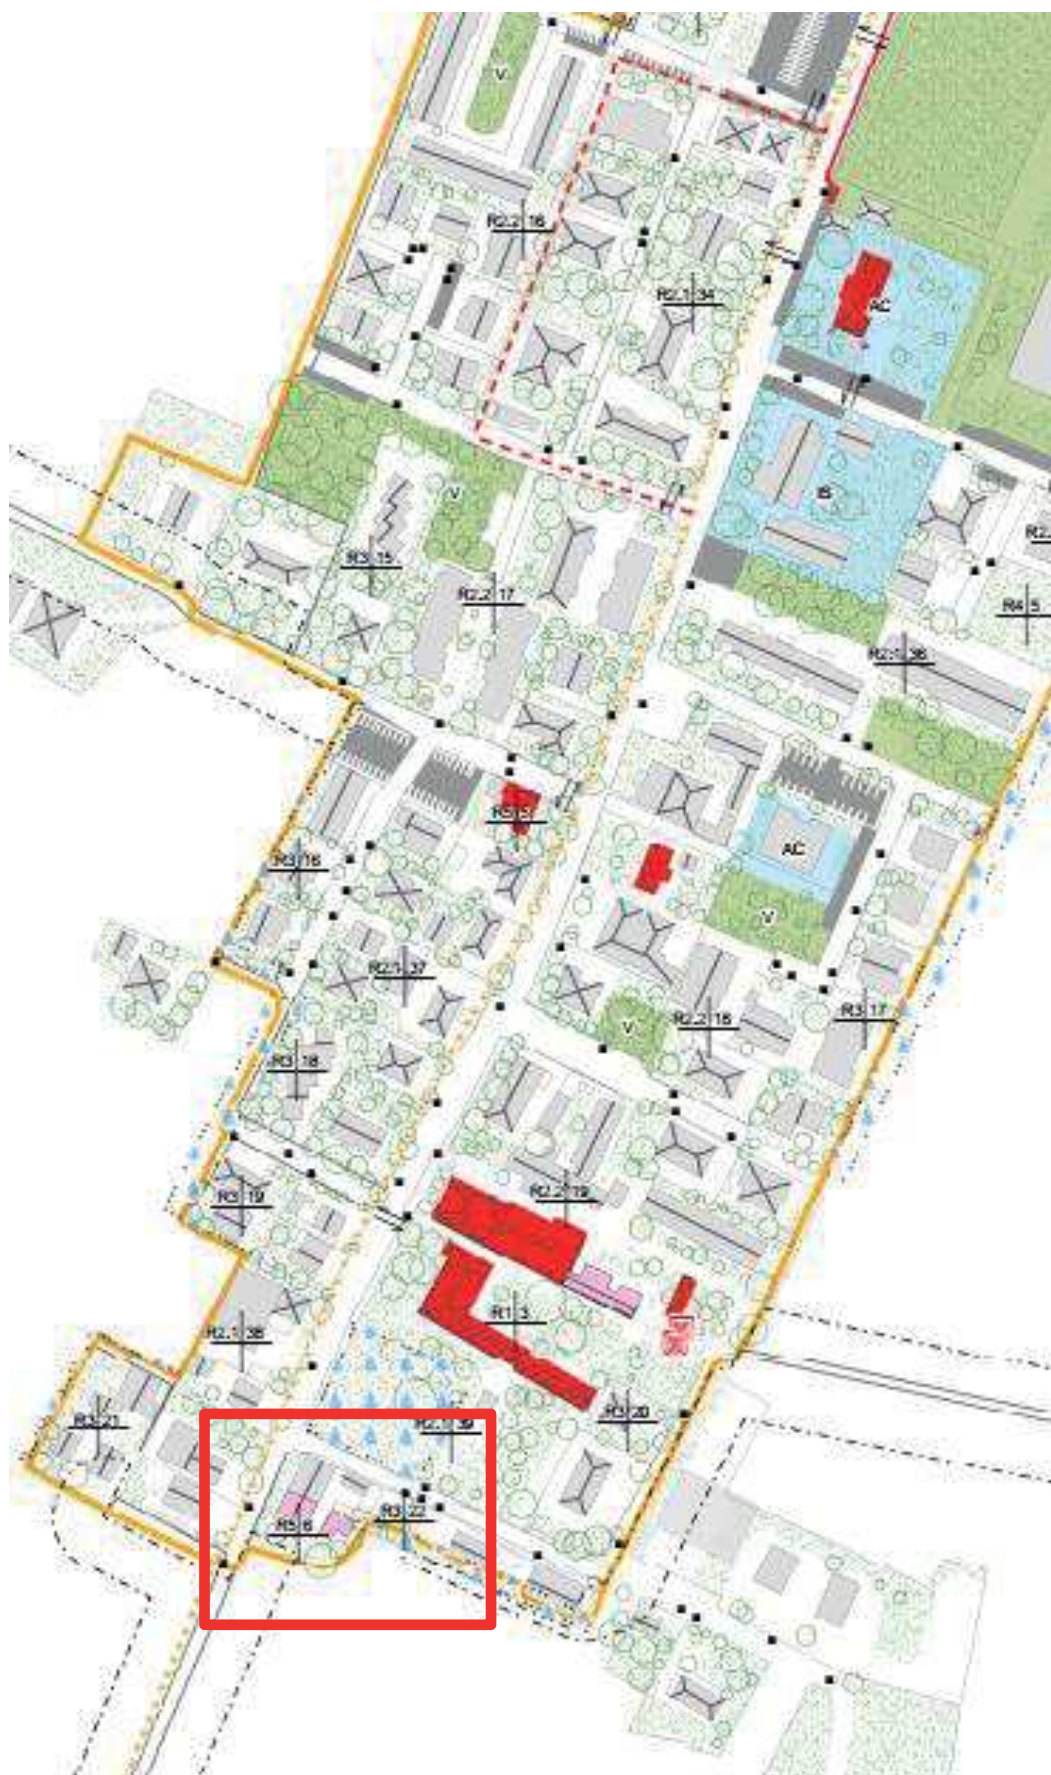 V
R2.2 16
R2.1 34
AC
V
IS
R3 15
R2.2 17
R2.
R4 5
R2.1 36
R5 5
AC
R3 16
V
R2.1 37
V
R2.2 18
R3 17
R3 18
R3 19
R2.2 19
R1 3
R2.1 38
R3 21
R2.1 39
R3 20
R5 6
R3 22